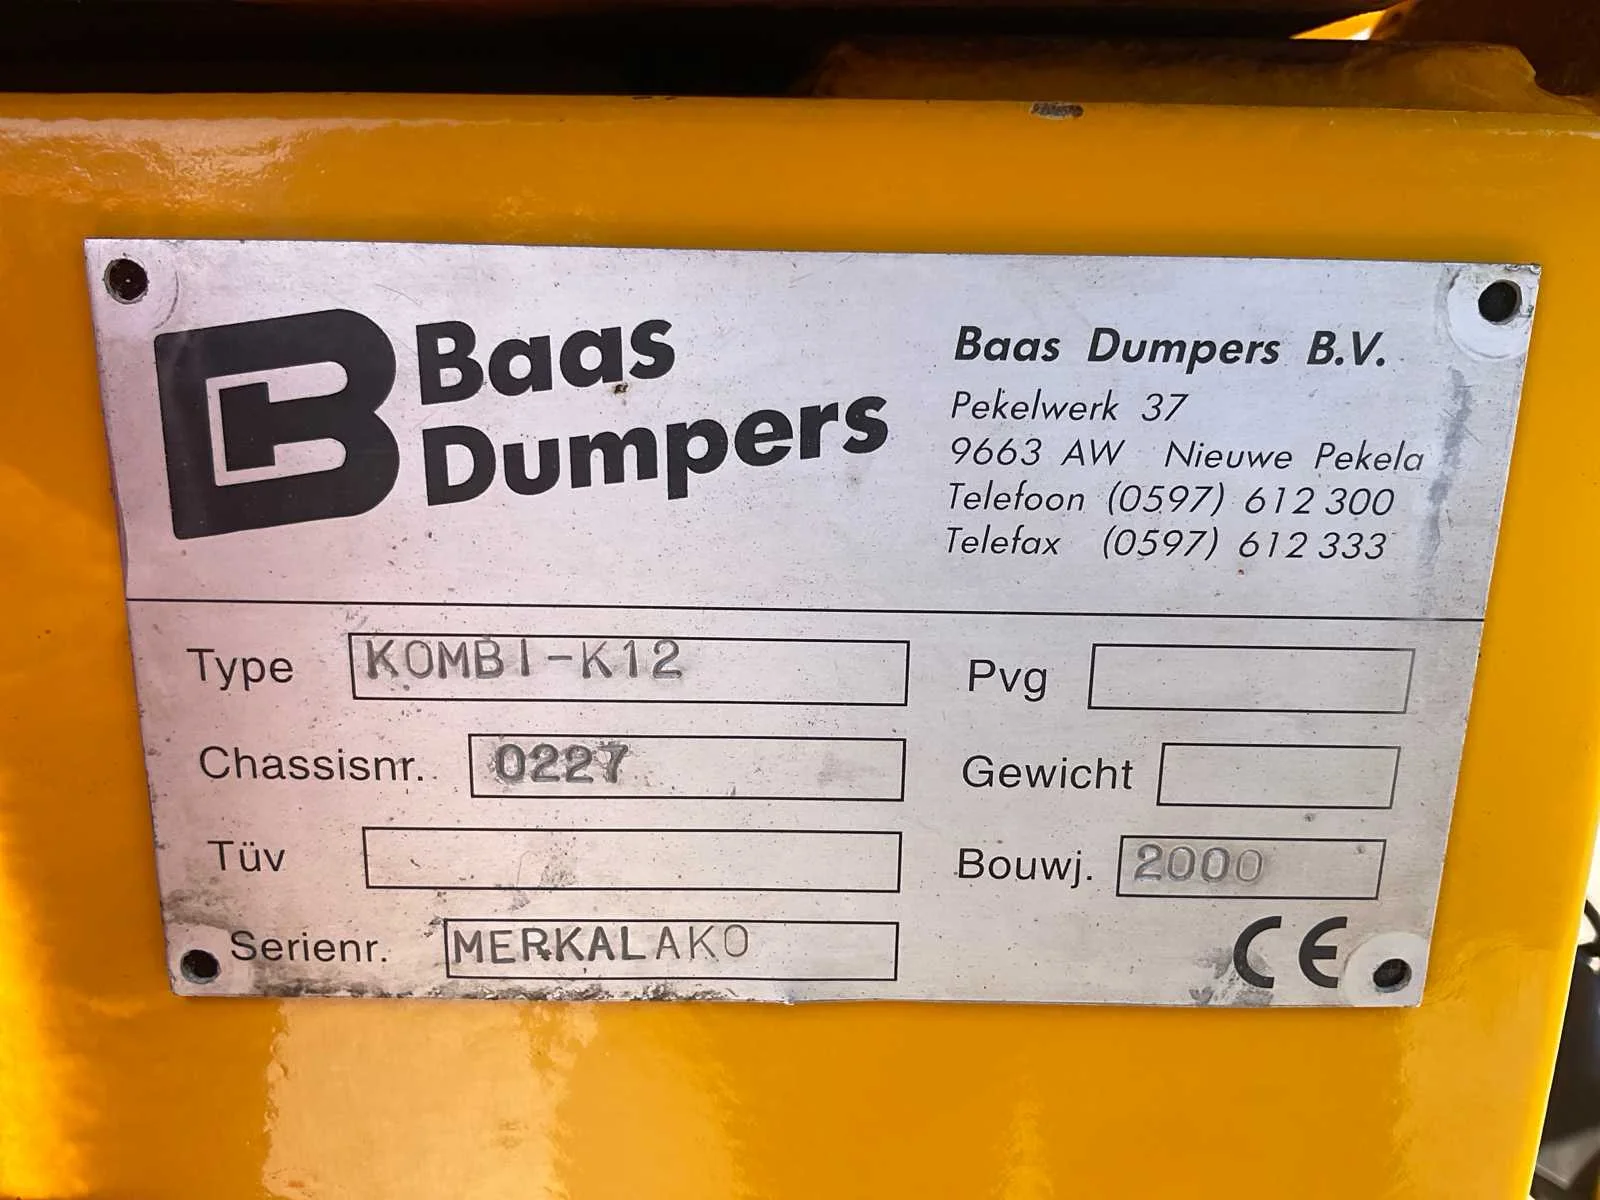 Baas
Dumpers
Baas Dumpers B.V.
Pekelwerk 37
9663 AW Nieuwe Pekela
Telefoon (0597) 612 300
Telefax (0597) 612 333
Type KOMBI-K12
Pvg
Chassisnr. 0227
Gewicht
Tüv
Bouwj. 2000
Serienr. MERKALAKO
CE